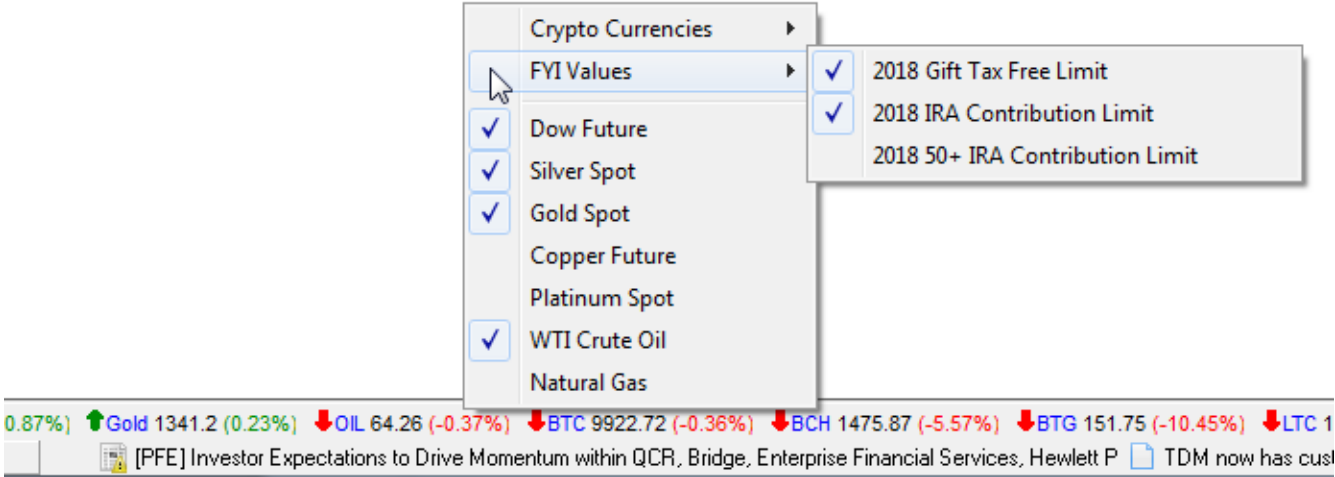 Crypto Currencies
FYI Values
2018 Gift Tax Free Limit
2018 IRA Contribution Limit
2018 50+ IRA Contribution Limit
Dow Future
Silver Spot
Gold Spot
Copper Future
Platinum Spot
WTI Crute Oil
Natural Gas
0.87%) Gold 1341.2 (0.23%) OIL 64.26 (-0.37%) BTC 9922.72 (-0.36%) BCH 1475.87 (-5.57%) BTG 151.75 (-10.45%) LTC 1
[PFE] Investor Expectations to Drive Momentum within QCR, Bridge, Enterprise Financial Services, Hewlett P TDM now has cust